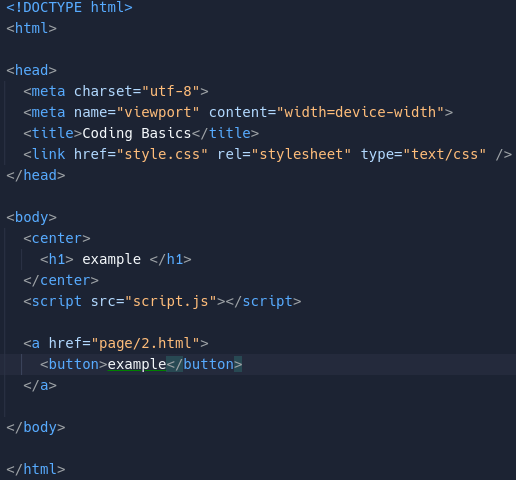 <!DOCTYPE html>
<html>
<head>
<meta charset="utf-8">
<meta name="viewport" content="width=device-width">
<title>Coding Basics</title>
<link href="style.css" rel="stylesheet" type="text/css" />
</head>
<body>
<center>
<h1> example </h1>
</center>
<script src="script.js"></script>
<a href="page/2.html">
<button>example</button>
</a>
</body>
</html>